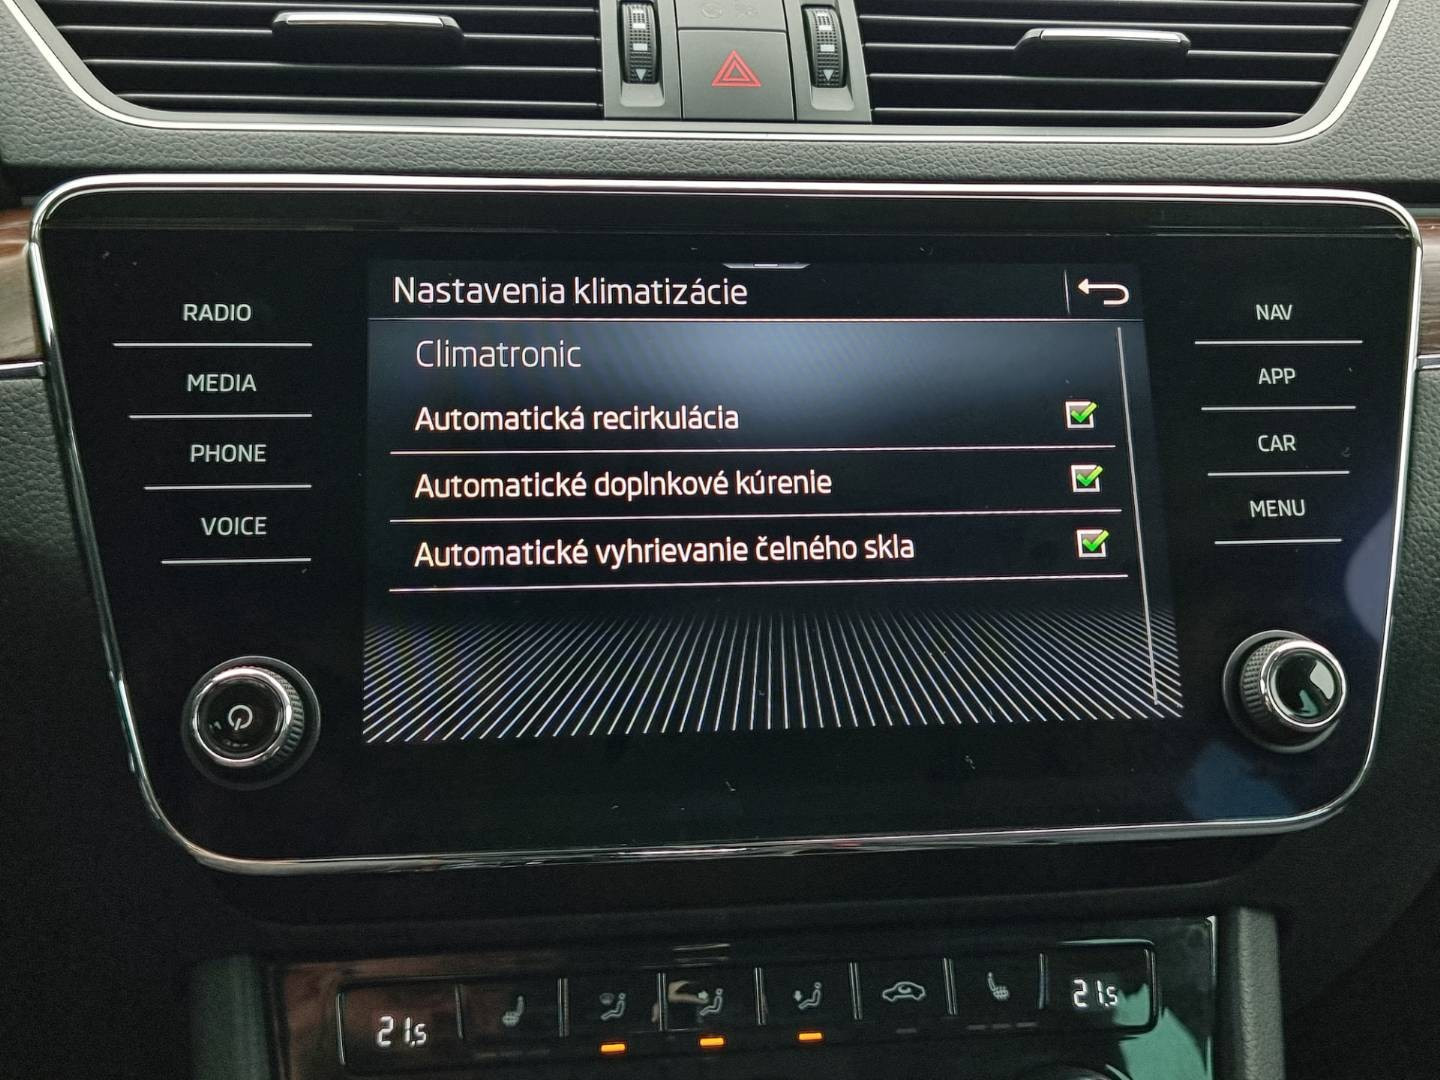 Nastavenia klimatizácie
RADIO
MEDIA
PHONE
VOICE
Climatronic
Automatická recirkulácia
Automatické doplnkové kúrenie
Automatické vyhrievanie čelného skla
NAV
APP
CAR
MENU
21,5
21,5